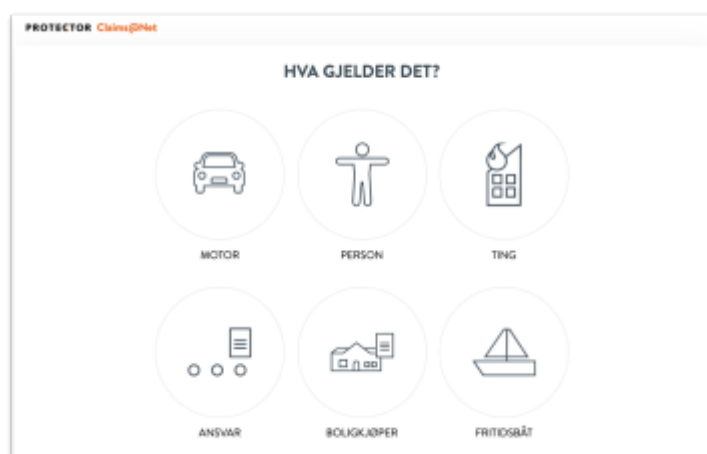 PROTECTOR Claims@Net
HVA GJELDER DET?
MOTOR PERSON TING
ANSVAR BOLIGKJØPER FRITIDSBÅT